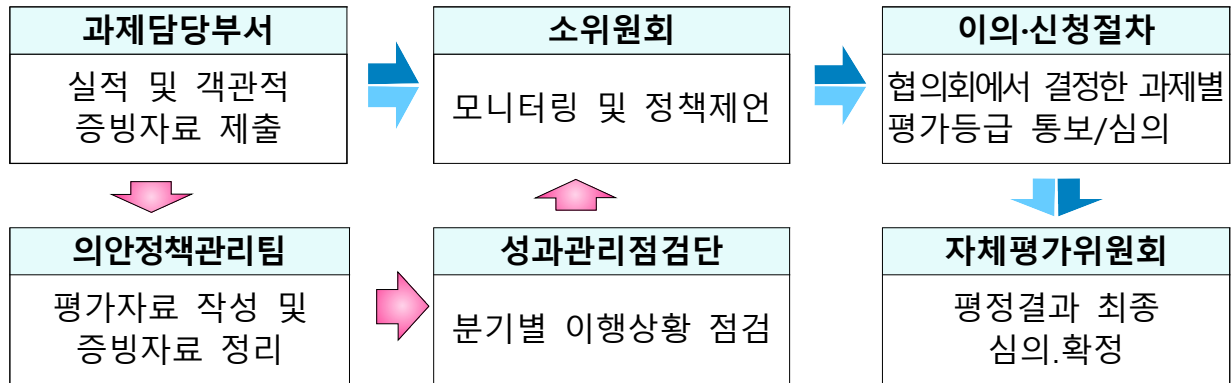 과제담당부서
실적 및 객관적
증빙자료 제출
소위원회
모니터링 및 정책제언
이의·신청절차
협의회에서 결정한 과제별
평가등급 통보/심의
의안정책관리팀
평가자료 작성 및
증빙자료 정리
성과관리점검단
분기별 이행상황 점검
자체평가위원회
평정결과 최종
심의.확정